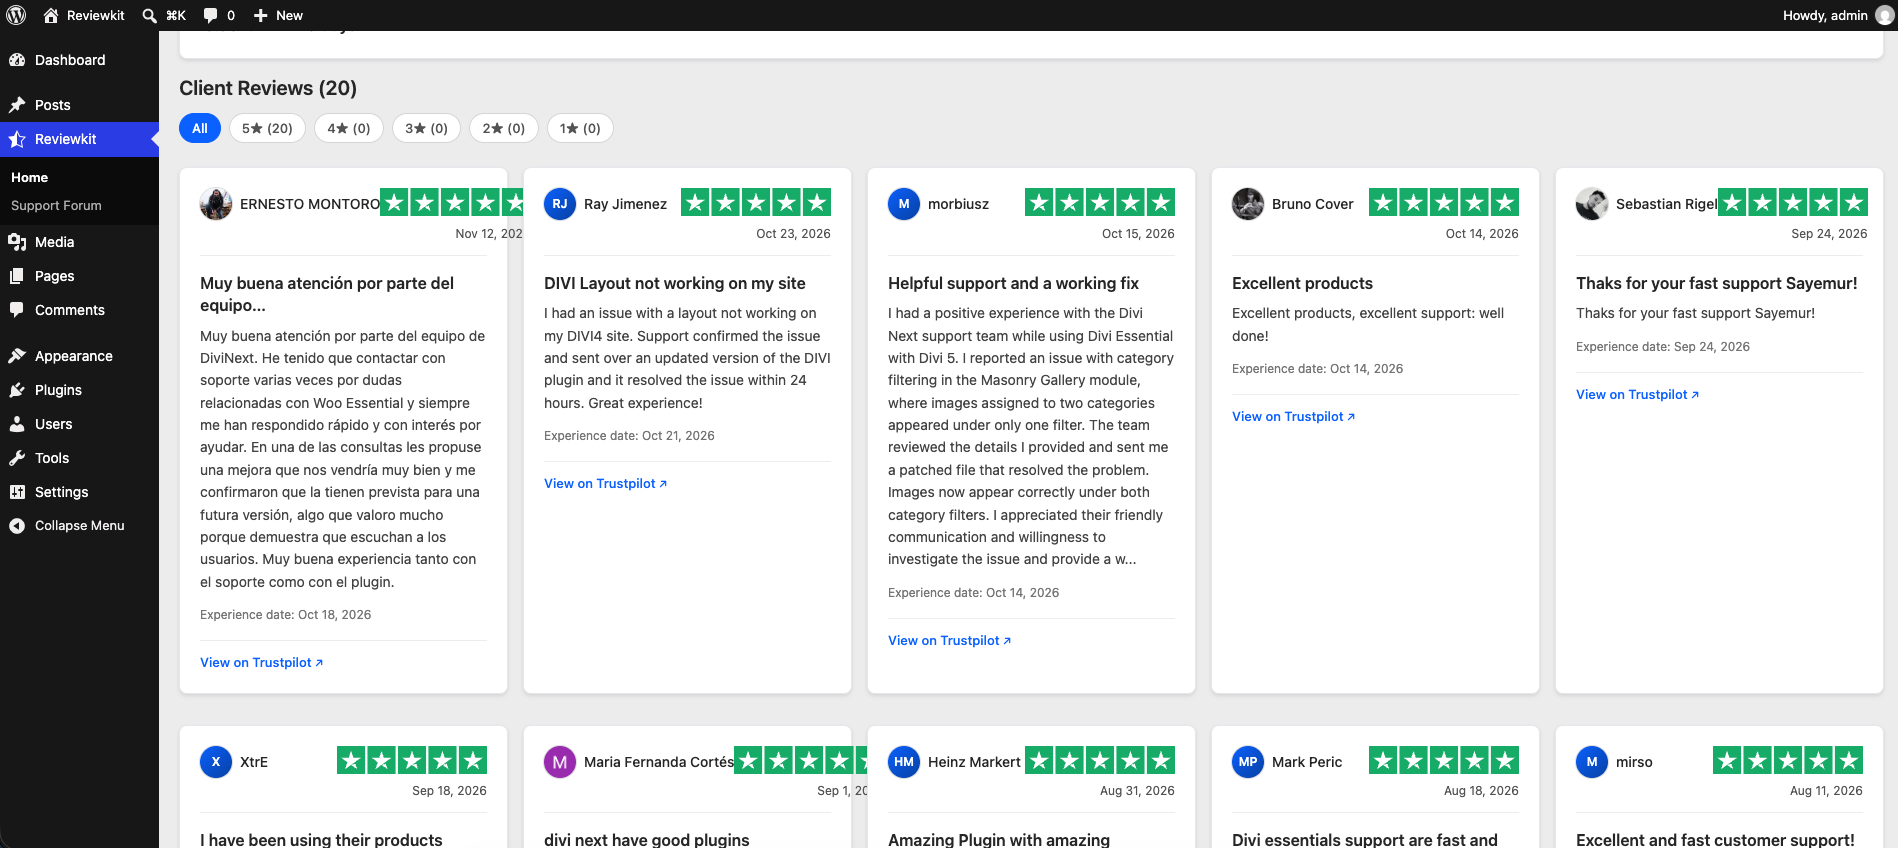 Reviewkit
⌘K
0
New
Howdy, admin
Dashboard
Posts
Reviewkit
Home
Support Forum
Media
Pages
Comments
Appearance
Plugins
Users
Tools
Settings
Collapse Menu
Client Reviews (20)
All
5★ (20)
4★ (0)
3★ (0)
2★ (0)
1★ (0)
ERNESTO MONTORO
Nov 12, 202
Muy buena atención por parte del
equipo...
Muy buena atención por parte del equipo de
DiviNext. He tenido que contactar con
soporte varias veces por dudas
relacionadas con Woo Essential y siempre
me han respondido rápido y con interés por
ayudar. En una de las consultas les propuse
una mejora que nos vendría muy bien y me
confirmaron que la tienen prevista para una
futura versión, algo que valoro mucho
porque demuestra que escuchan a los
usuarios. Muy buena experiencia tanto con
el soporte como con el plugin.
Experience date: Oct 18, 2026
View on Trustpilot ↗
RJ
Ray Jimenez
Oct 23, 2026
DIVI Layout not working on my site
I had an issue with a layout not working on
my DIVI4 site. Support confirmed the issue
and sent over an updated version of the DIVI
plugin and it resolved the issue within 24
hours. Great experience!
Experience date: Oct 21, 2026
View on Trustpilot ↗
M
morbiusz
Oct 15, 2026
Helpful support and a working fix
I had a positive experience with the Divi
Next support team while using Divi Essential
with Divi 5. I reported an issue with category
filtering in the Masonry Gallery module,
where images assigned to two categories
appeared under only one filter. The team
reviewed the details I provided and sent me
a patched file that resolved the problem.
Images now appear correctly under both
category filters. I appreciated their friendly
communication and willingness to
investigate the issue and provide a w...
Experience date: Oct 14, 2026
View on Trustpilot ↗
Bruno Cover
Oct 14, 2026
Excellent products
Excellent products, excellent support: well
done!
Experience date: Oct 14, 2026
View on Trustpilot ↗
Sebastian Rigel
Sep 24, 2026
Thaks for your fast support Sayemur!
Thaks for your fast support Sayemur!
Experience date: Sep 24, 2026
View on Trustpilot ↗
X
XtrE
Sep 18, 2026
I have been using their products
M
Maria Fernanda Cortés
Sep 1, 20
divi next have good plugins
HM
Heinz Markert
Aug 31, 2026
Amazing Plugin with amazing
MP
Mark Peric
Aug 18, 2026
Divi essentials support are fast and
M
mirso
Aug 11, 2026
Excellent and fast customer support!